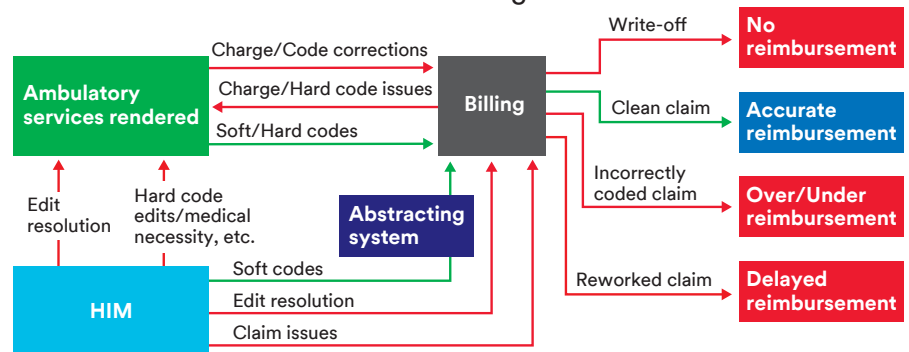 Write-off
No
reimbursement
Charge/Code corrections
Ambulatory
services rendered
Charge/Hard code issues
Billing
Clean claim
Accurate
reimbursement
Soft/Hard codes
Incorrectly
coded claim
Over/Under
reimbursement
Edit
resolution
Hard code
edits/medical
necessity, etc.
Abstracting
system
Soft codes
Reworked claim
Delayed
reimbursement
HIM
Edit resolution
Claim issues